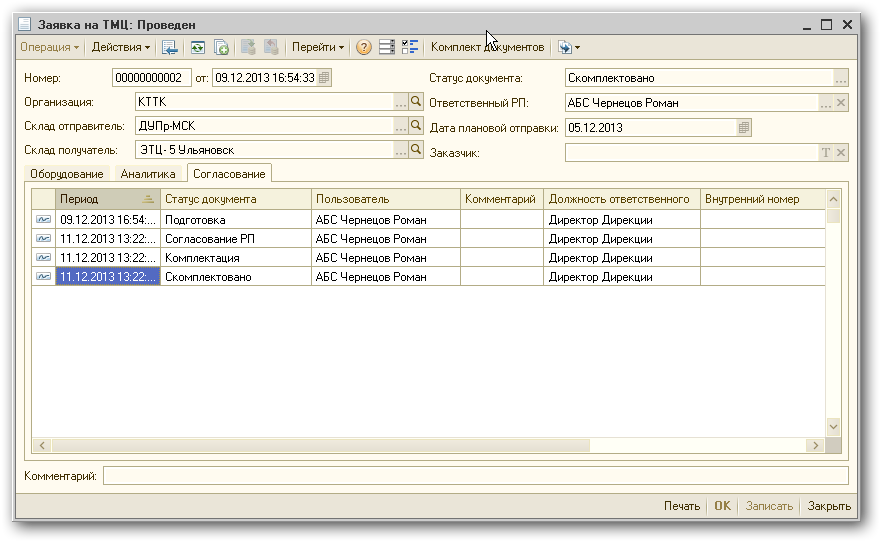 Заявка на ТМЦ: Проведен
Операция Действия Перейти Комплект документов
Номер: 00000000002 от: 09.12.2013 16:54:33 Статус документа: Скомплектовано
Организация: КТТК Ответственный РП: АБС Чернецов Роман
Склад отправитель: ДУПр-МСК Дата плановой отправки: 05.12.2013
Склад получатель: ЭТЦ- 5 Ульяновск Заказчик:
Оборудование Аналитика Согласование
Период Статус документа Пользователь Комментарий Должность ответственного Внутренний номер
09.12.2013 16:54:... Подготовка АБС Чернецов Роман Директор Дирекции
11.12.2013 13:22:... Согласование РП АБС Чернецов Роман Директор Дирекции
11.12.2013 13:22:... Комплектация АБС Чернецов Роман Директор Дирекции
11.12.2013 13:22:... Скомплектовано АБС Чернецов Роман Директор Дирекции
Комментарий:
Печать OK Записать Закрыть